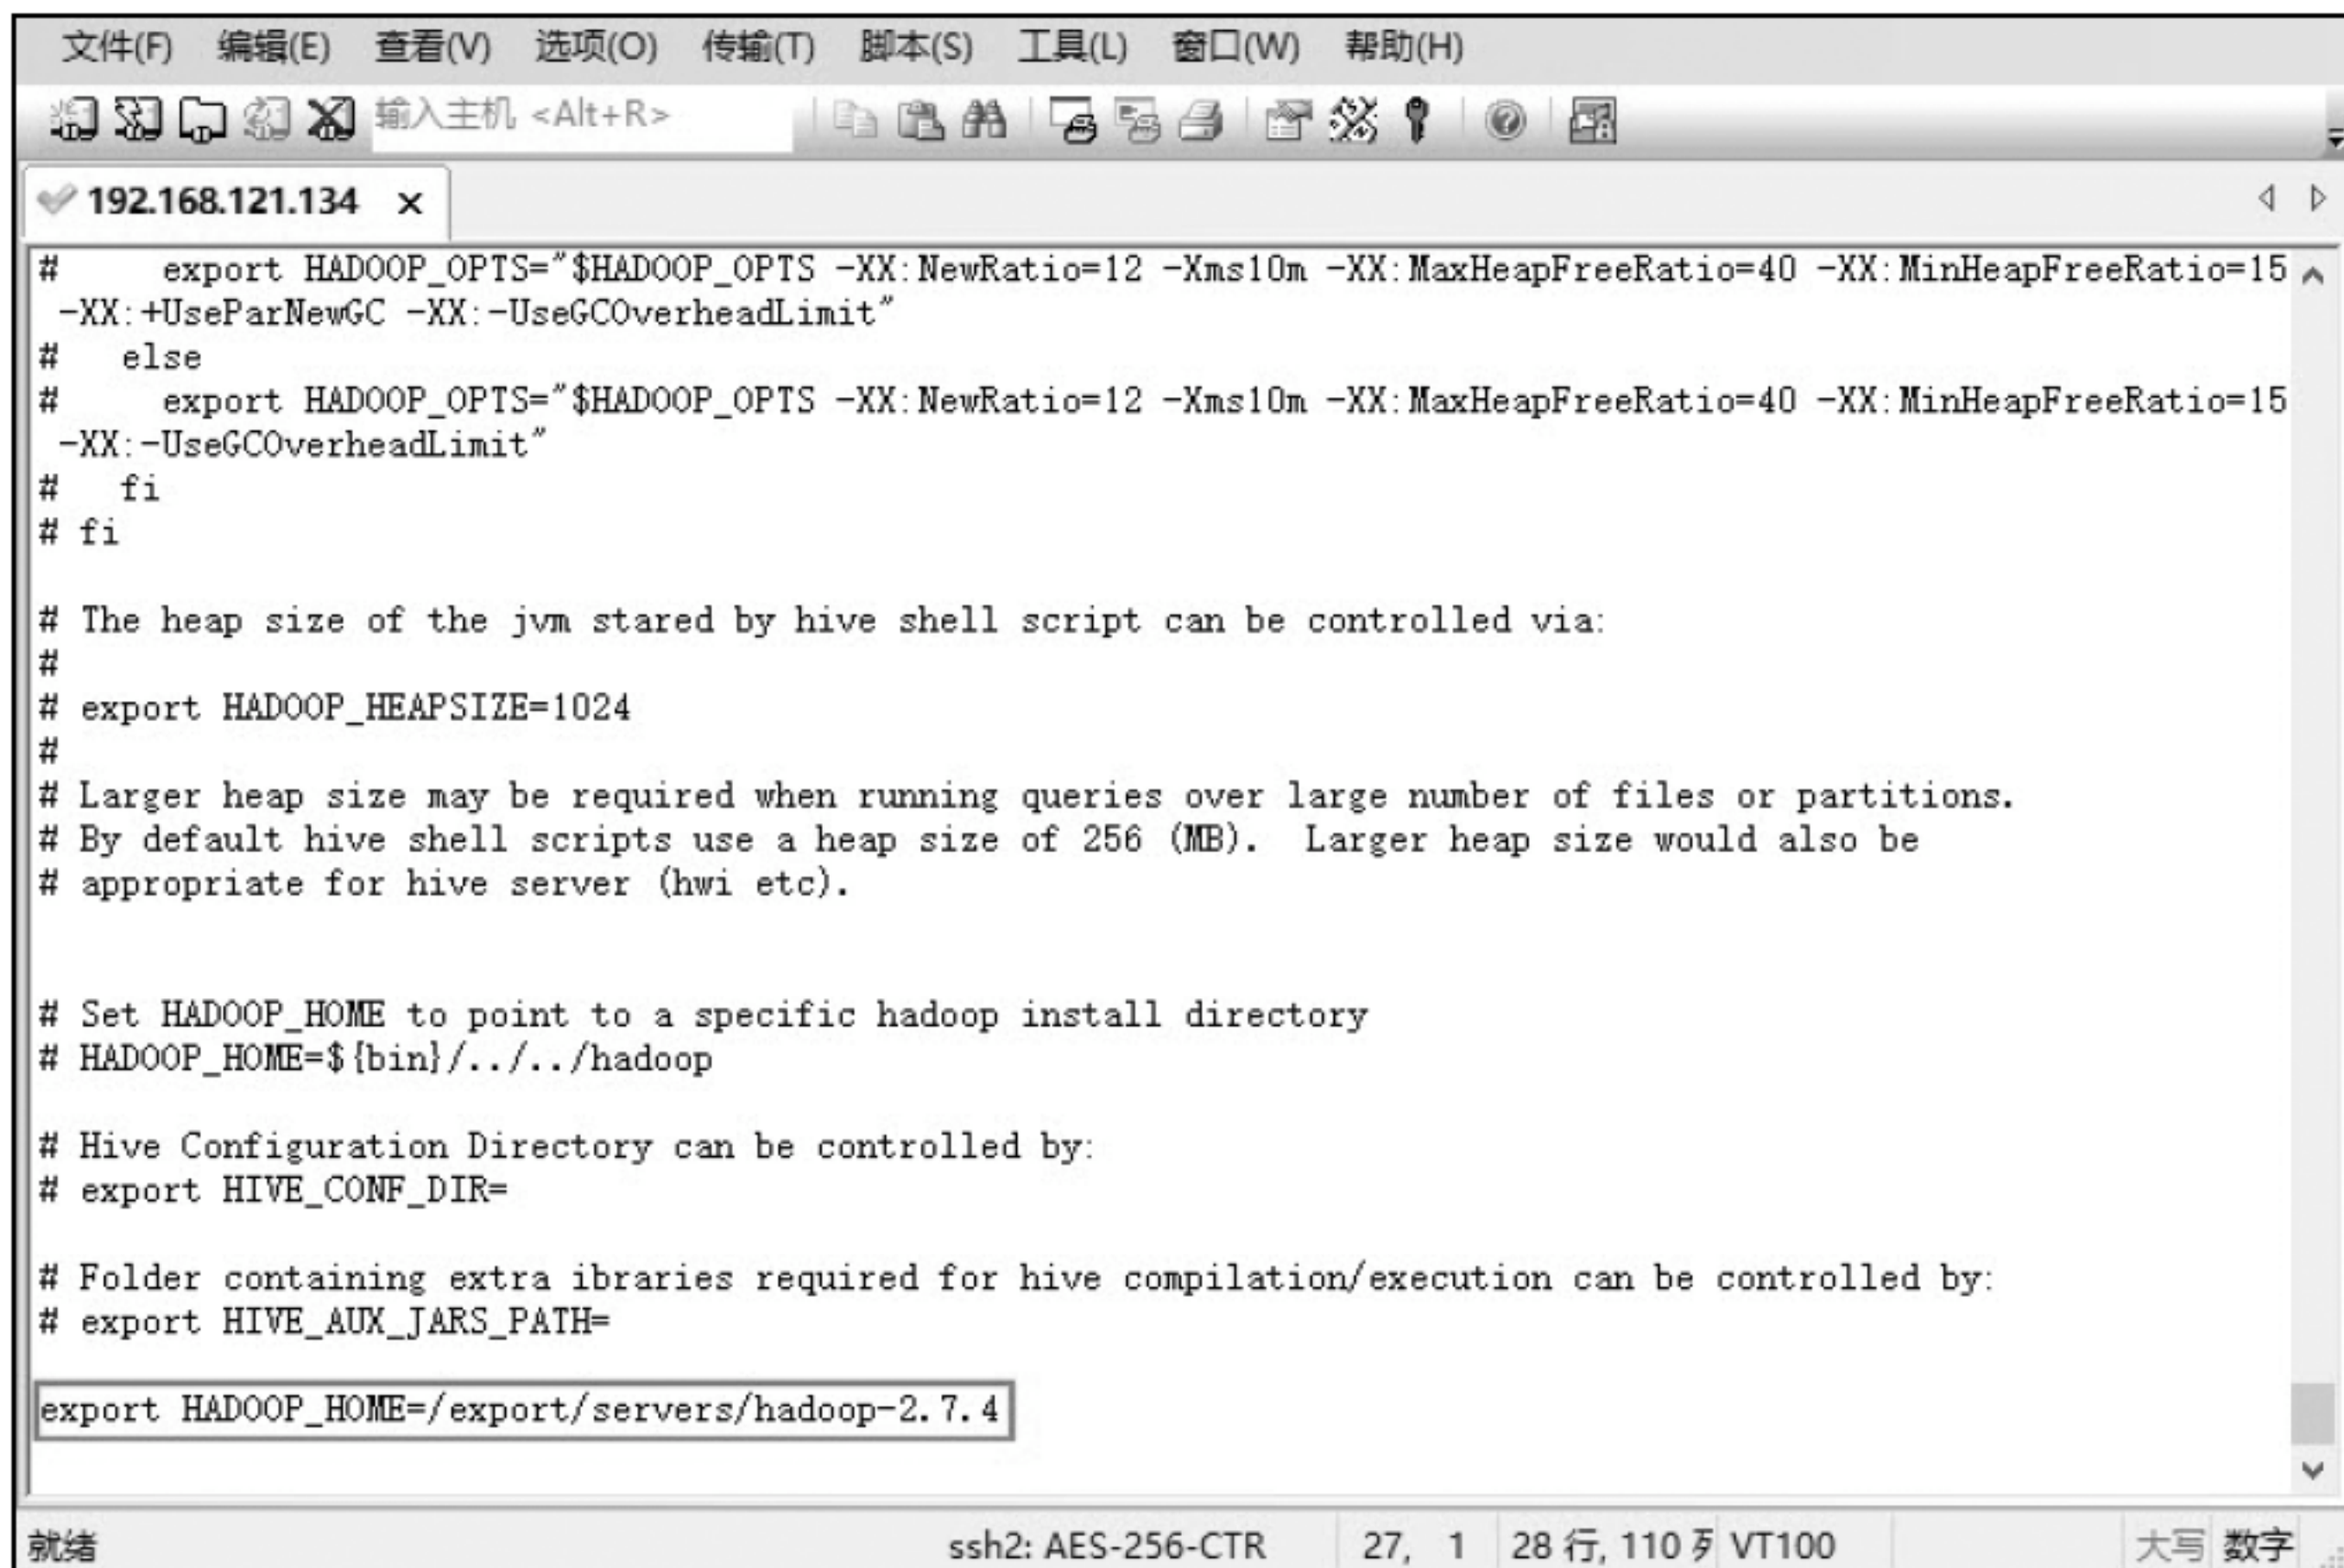 文件(F) 编辑(E) 查看(V) 选项(O) 传输(T) 脚本(S) 工具(L) 窗口(W) 帮助(H)
输入主机 <Alt+R>
192.168.121.134 x
#     export HADOOP_OPTS="$HADOOP_OPTS -XX:NewRatio=12 -Xms10m -XX:MaxHeapFreeRatio=40 -XX:MinHeapFreeRatio=15
 -XX:+UseParNewGC -XX:-UseGCOverheadLimit"
#   else
#     export HADOOP_OPTS="$HADOOP_OPTS -XX:NewRatio=12 -Xms10m -XX:MaxHeapFreeRatio=40 -XX:MinHeapFreeRatio=15
 -XX:-UseGCOverheadLimit"
#   fi
# fi
# The heap size of the jvm stared by hive shell script can be controlled via:
#
# export HADOOP_HEAPSIZE=1024
#
# Larger heap size may be required when running queries over large number of files or partitions.
# By default hive shell scripts use a heap size of 256 (MB).  Larger heap size would also be
# appropriate for hive server (hwi etc).
# Set HADOOP_HOME to point to a specific hadoop install directory
# HADOOP_HOME=${bin}/../../hadoop
# Hive Configuration Directory can be controlled by:
# export HIVE_CONF_DIR=
# Folder containing extra ibraries required for hive compilation/execution can be controlled by:
# export HIVE_AUX_JARS_PATH=
export HADOOP_HOME=/export/servers/hadoop-2.7.4
就绪 ssh2: AES-256-CTR 27, 1 28 行, 110 列 VT100 大写 数字